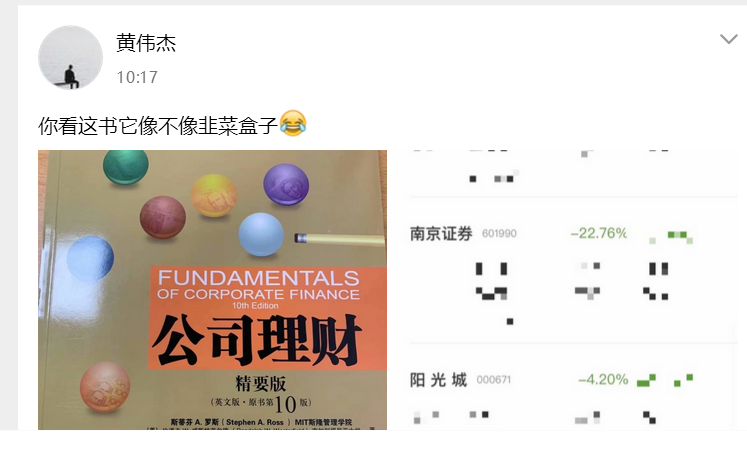 黄伟杰
10:17
你看这书它像不像韭菜盒子😂
FUNDAMENTALS
OF CORPORATE FINANCE
10th Edition
公司理财
精要版
(英文版·原书第10版)
斯蒂芬 A. 罗斯 (Stephen A. Ross) MIT斯隆管理学院
南京证券 601990 -22.76%
阳光城 000671 -4.20%